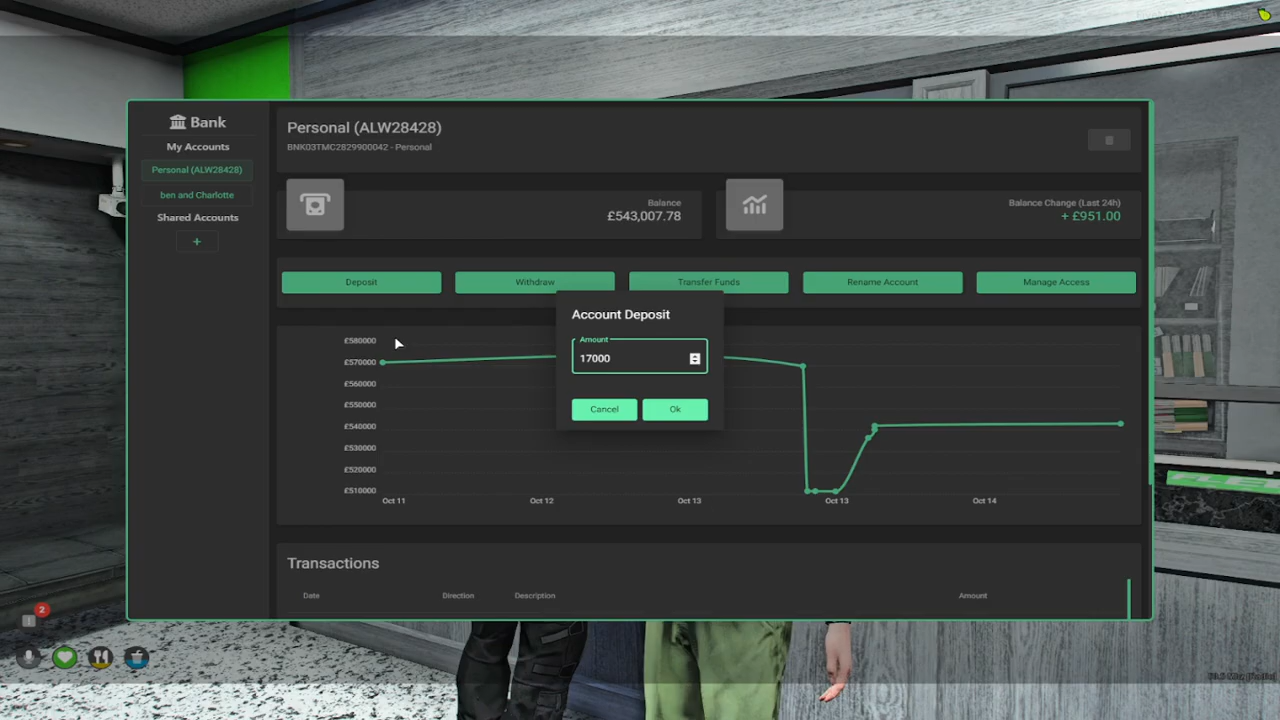 Bank
My Accounts
Personal (ALW28428)
ben and Charlotte
Shared Accounts
+
Personal (ALW28428)
BNK03TMC2829900042 - Personal
Balance
£543,007.78
Balance Change (Last 24h)
+ £951.00
Deposit
Withdraw
Transfer Funds
Rename Account
Manage Access
Account Deposit
Amount
17000
Cancel
Ok
£580000
£570000
£560000
£550000
£540000
£530000
£520000
£510000
Oct 11
Oct 12
Oct 13
Oct 13
Oct 14
Transactions
Date
Direction
Description
Amount
2